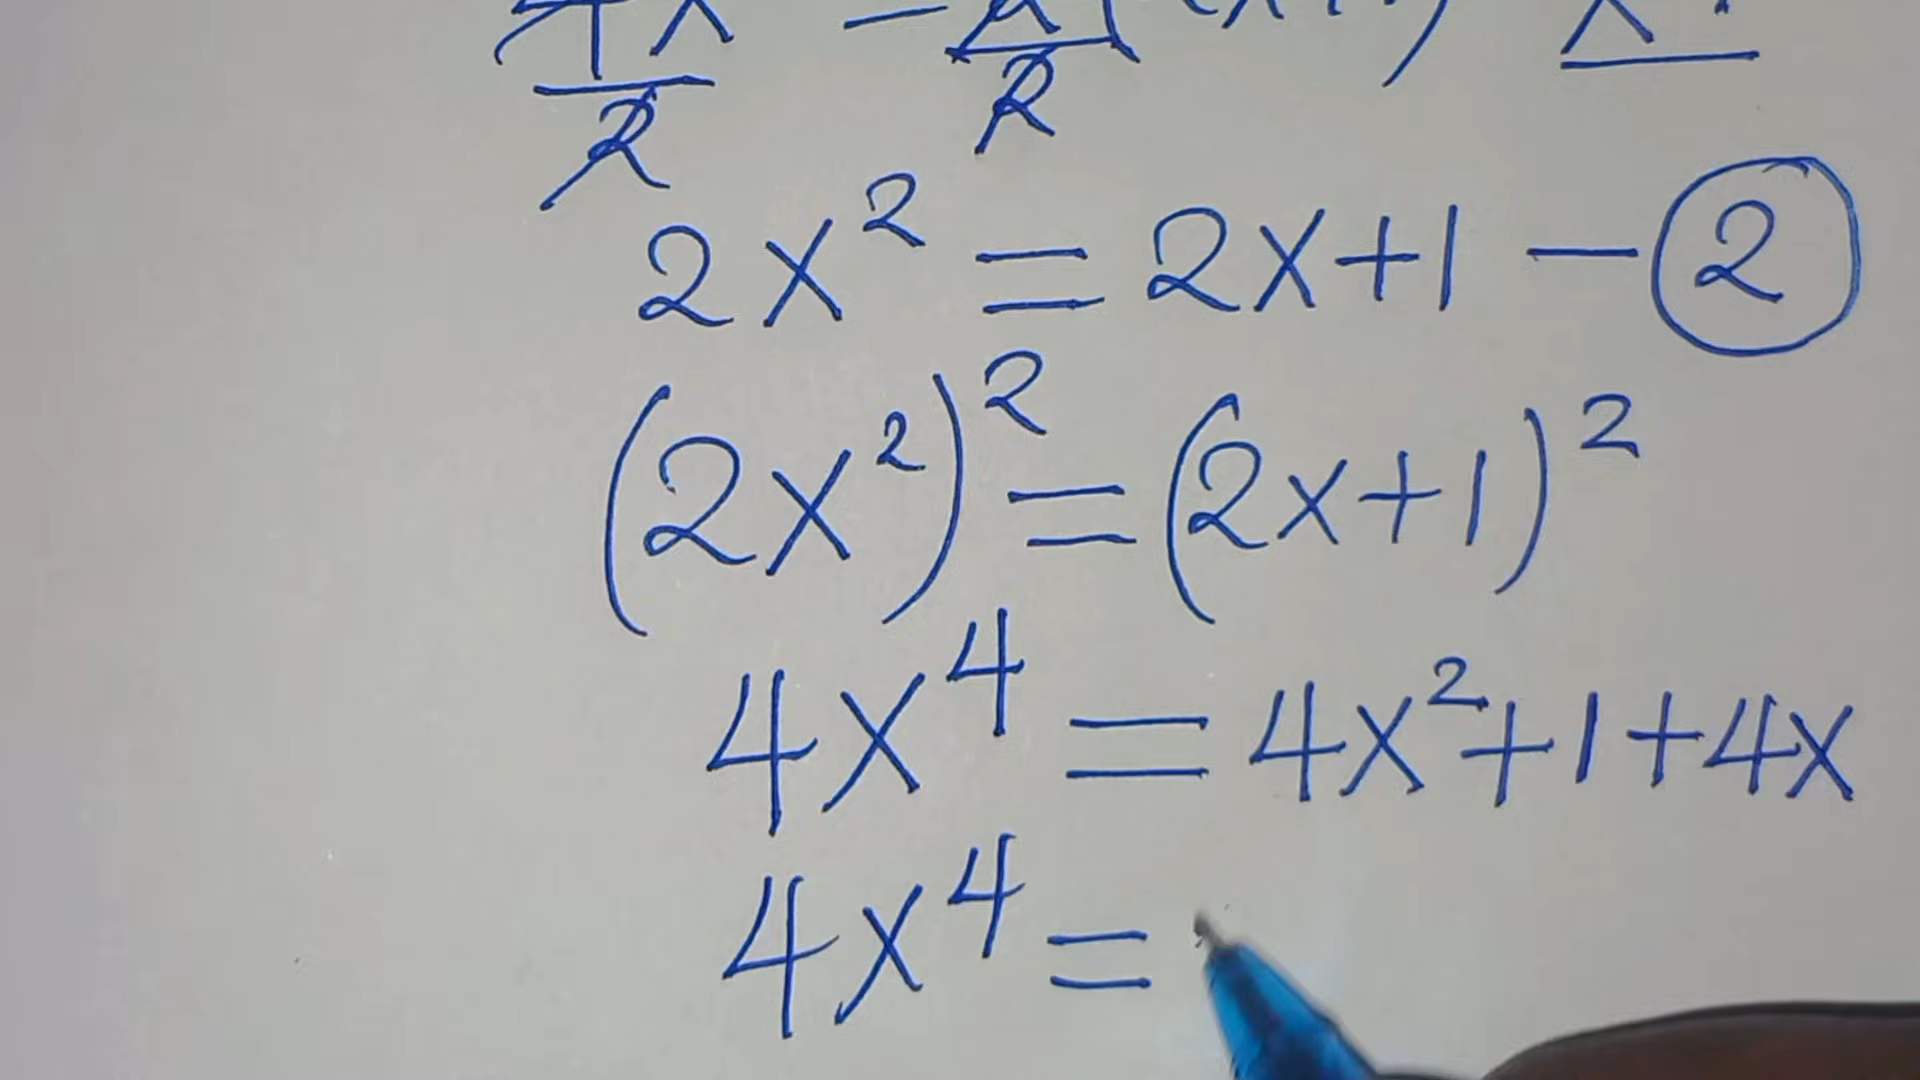 2x² = 2x+1 — ②
(2x²)² = (2x+1)²
4x⁴ = 4x²+1+4x
4x⁴ =